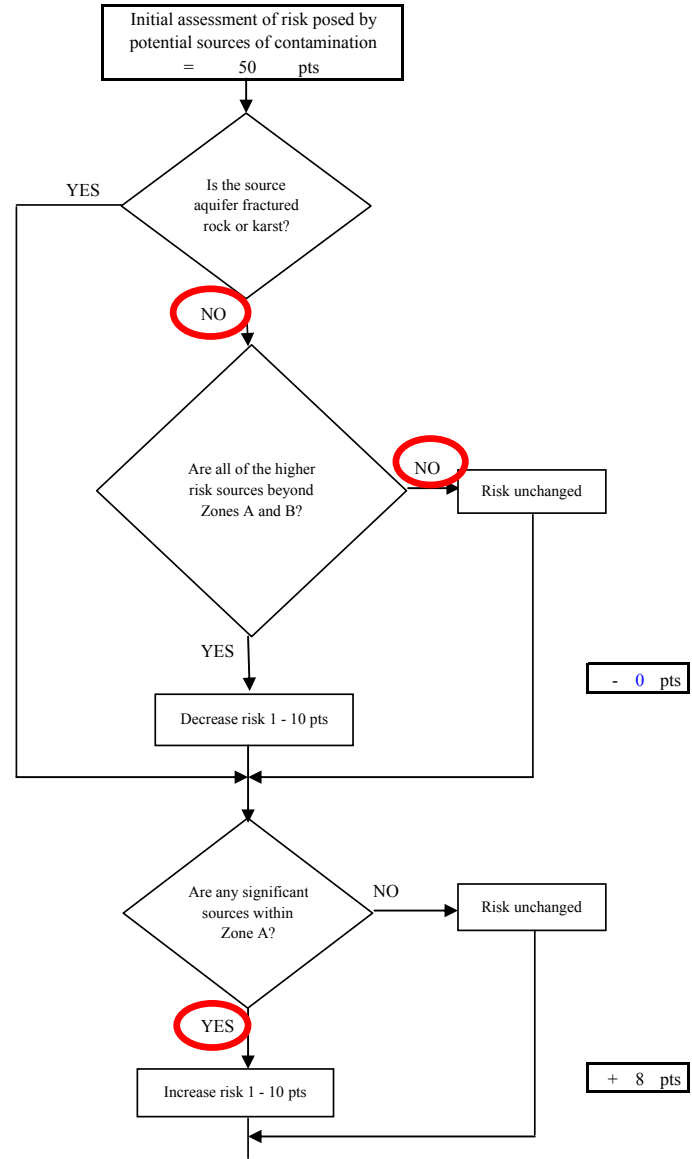 Initial assessment of risk posed by
potential sources of contamination
= 50 pts
YES
Is the source
aquifer fractured
rock or karst?
NO
Are all of the higher
risk sources beyond
Zones A and B?
NO
Risk unchanged
YES
- 0 pts
Decrease risk 1 - 10 pts
Are any significant
sources within
Zone A?
NO
Risk unchanged
YES
+ 8 pts
Increase risk 1 - 10 pts